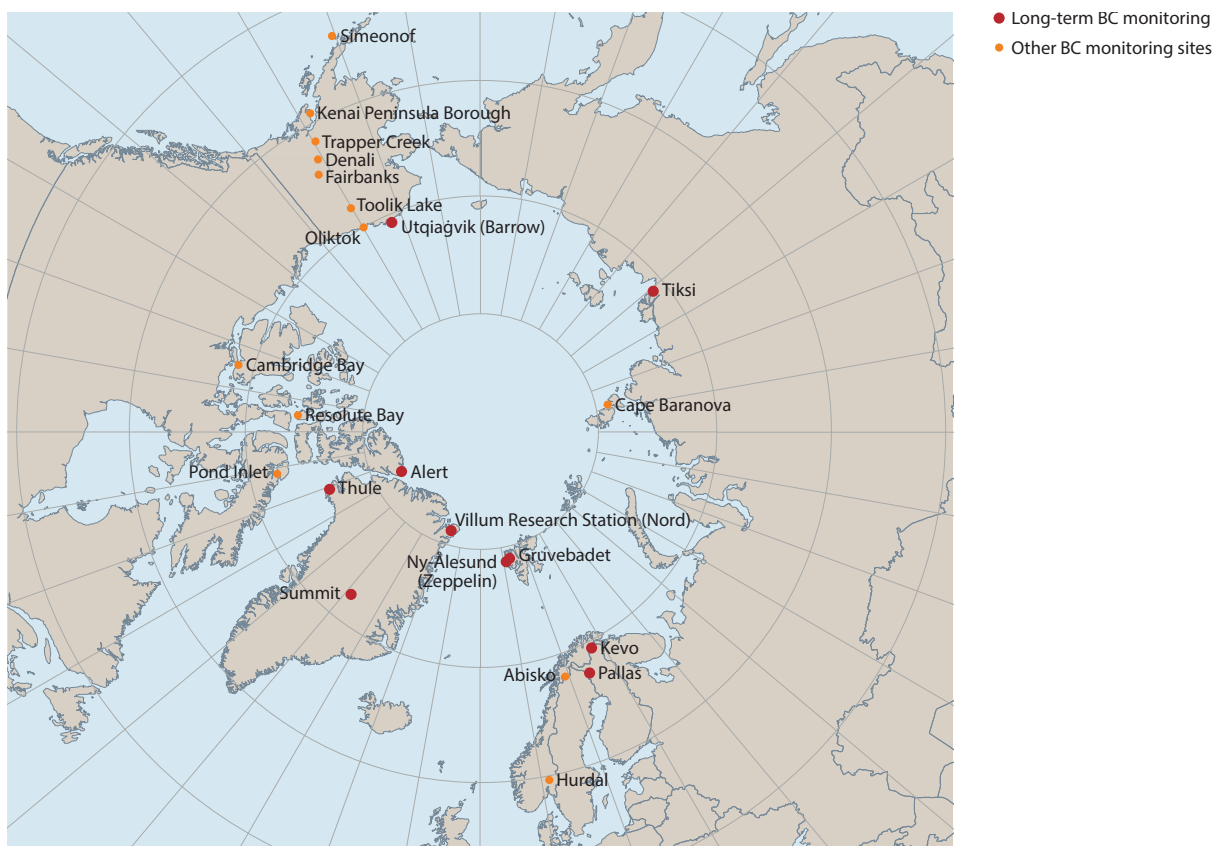 Long-term BC monitoring
Other BC monitoring sites
Simeonof
Kenai Peninsula Borough
Trapper Creek
Denali
Fairbanks
Toolik Lake
Utqiaġvik (Barrow)
Oliktok
Tiksi
Cambridge Bay
Cape Baranova
Resolute Bay
Pond Inlet
Alert
Thule
Villum Research Station (Nord)
Gruvebadet
Ny-Ålesund
(Zeppelin)
Summit
Kevo
Abisko
Pallas
Hurdal